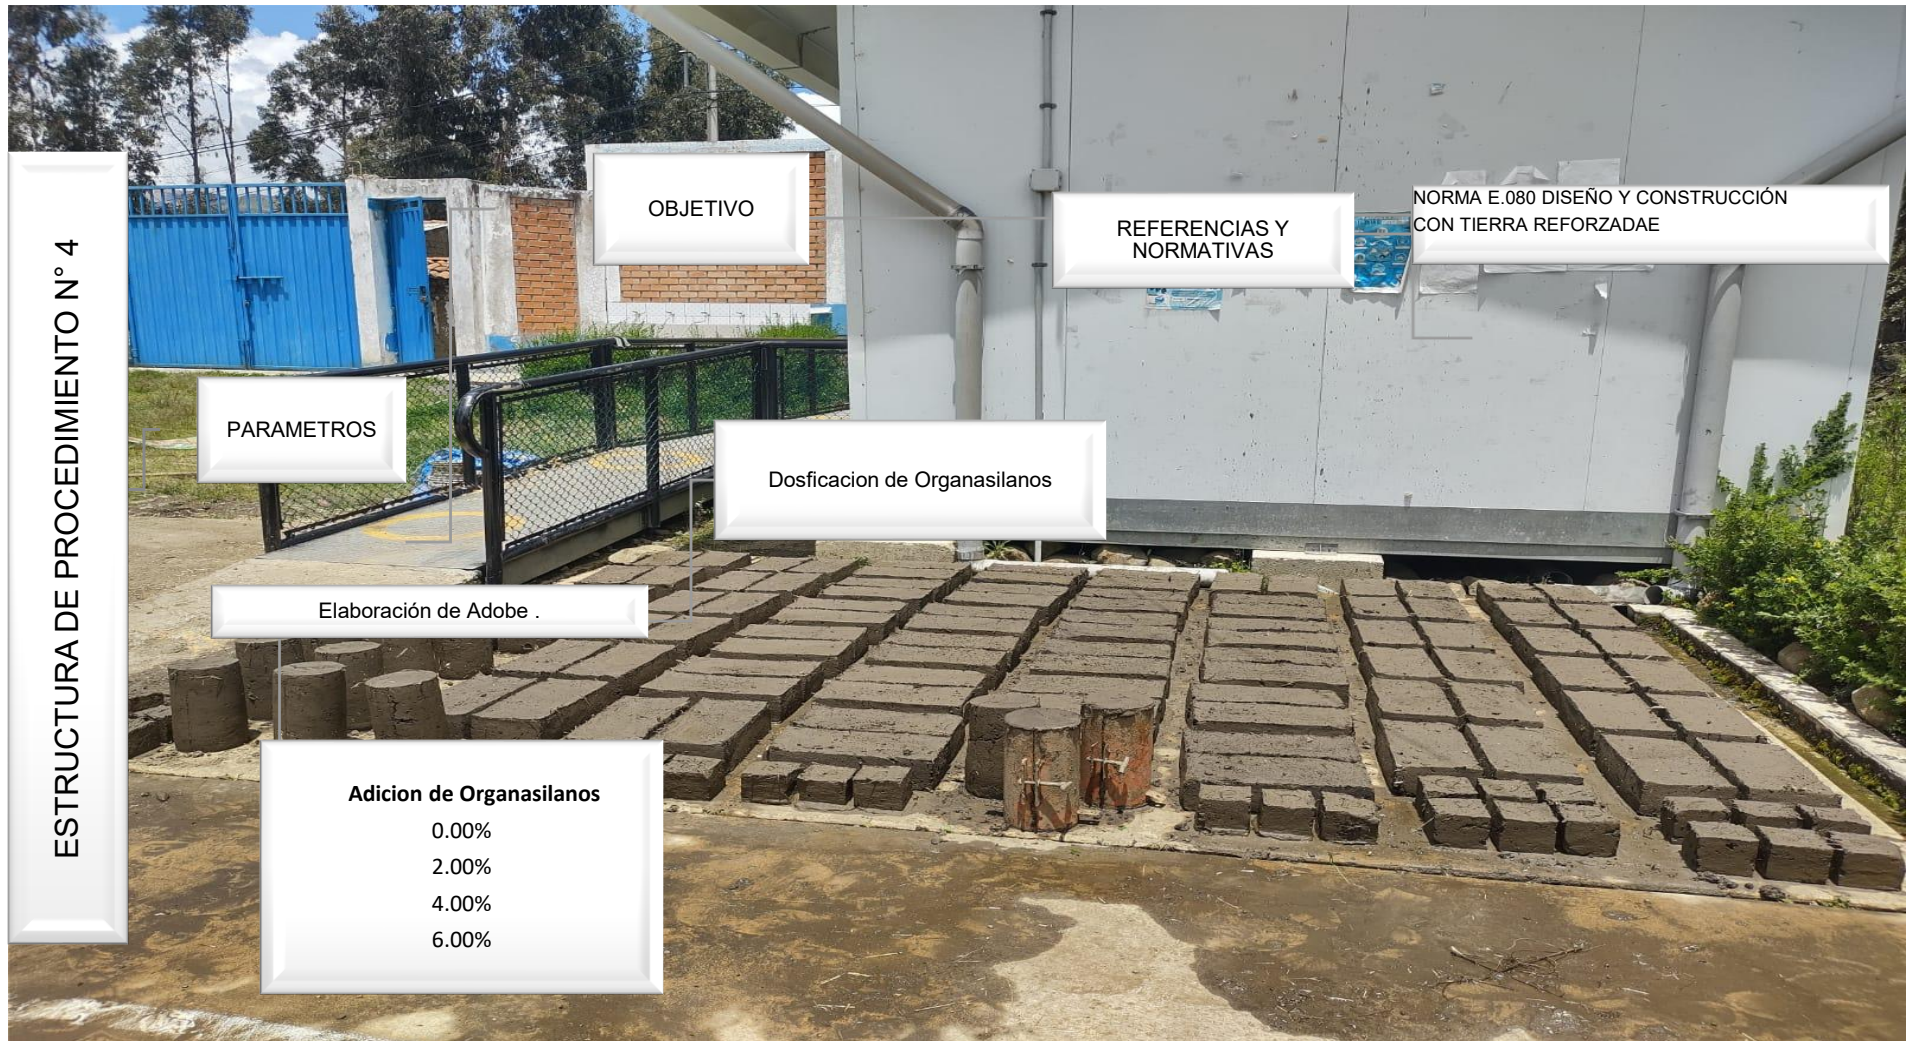 ESTRUCTURA DE PROCEDIMIENTO N° 4
OBJETIVO
REFERENCIAS Y
NORMATIVAS
NORMA E.080 DISEÑO Y CONSTRUCCIÓN
CON TIERRA REFORZADAE
PARAMETROS
Dosificacion de Organasilanos
Elaboración de Adobe .
Adicion de Organasilanos
0.00%
2.00%
4.00%
6.00%